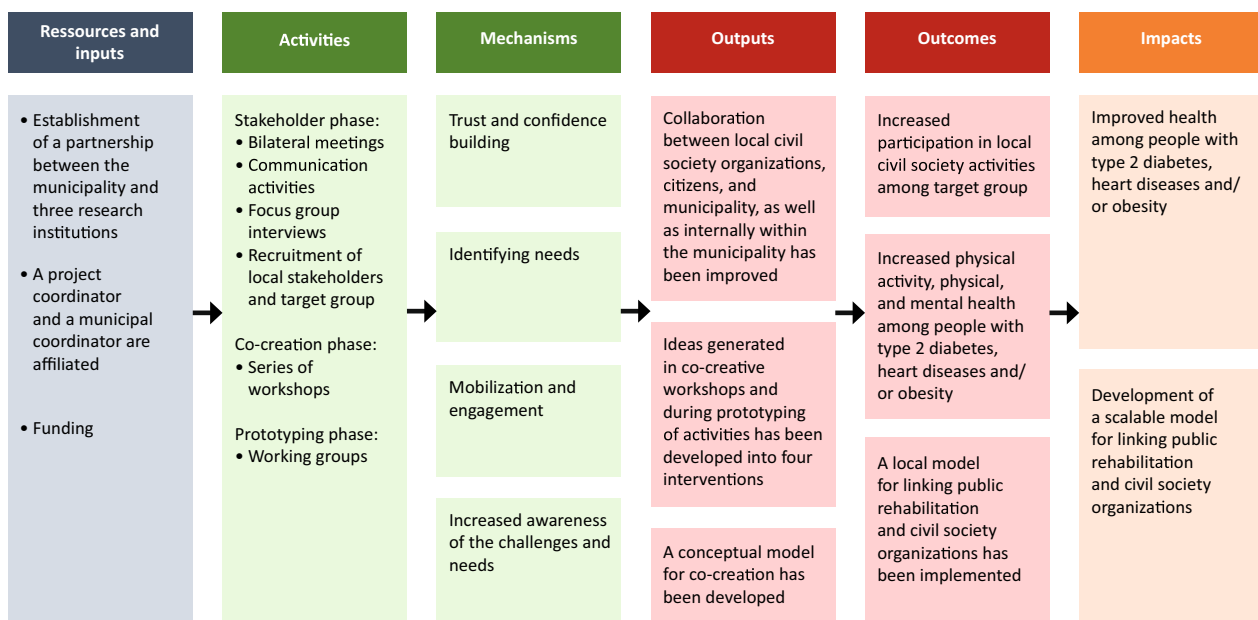 Ressources and
inputs
• Establishment
of a partnership
between the
municipality and
three research
institutions
• A project
coordinator
and a municipal
coordinator are
affiliated
• Funding
Activities
Stakeholder phase:
• Bilateral meetings
• Communication
activities
• Focus group
interviews
• Recruitment of
local stakeholders
and target group
Co-creation phase:
• Series of
workshops
Prototyping phase:
• Working groups
Mechanisms
Trust and confidence
building
Identifying needs
Mobilization and
engagement
Increased awareness
of the challenges and
needs
Outputs
Collaboration
between local civil
society organizations,
citizens, and
municipality, as well
as internally within
the municipality has
been improved
Ideas generated
in co-creative
workshops and
during prototyping
of activities has been
developed into four
interventions
A conceptual model
for co-creation has
been developed
Outcomes
Increased
participation in local
civil society activities
among target group
Increased physical
activity, physical,
and mental health
among people with
type 2 diabetes,
heart diseases and/
or obesity
A local model
for linking public
rehabilitation
and civil society
organizations has
been implemented
Impacts
Improved health
among people with
type 2 diabetes,
heart diseases and/
or obesity
Development of
a scalable model
for linking public
rehabilitation
and civil society
organizations